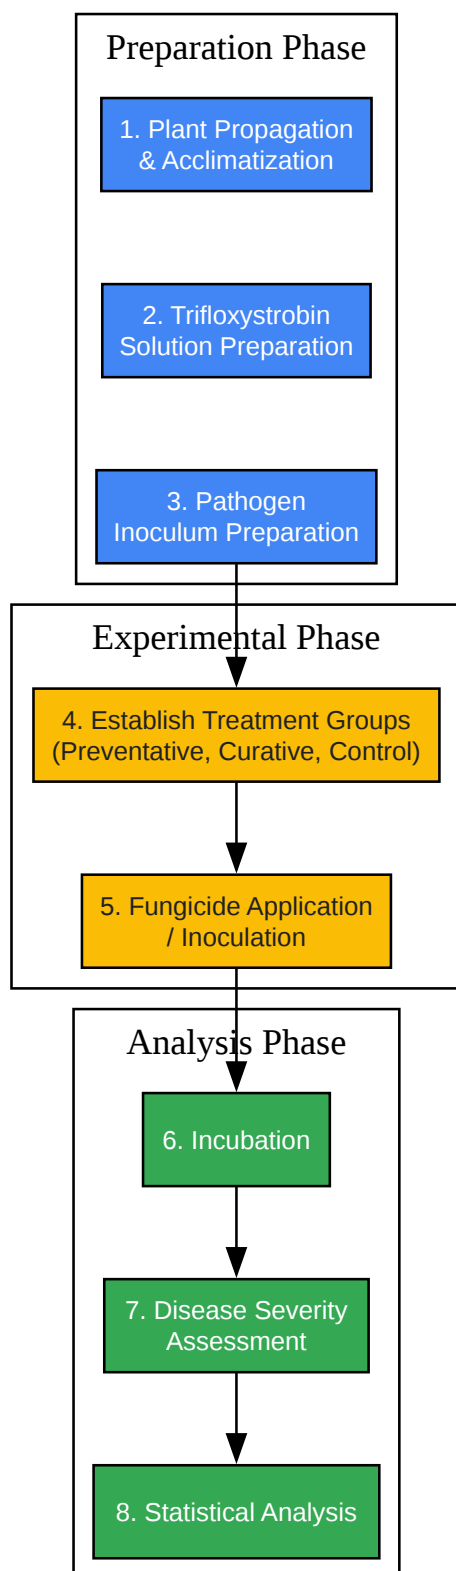 Preparation Phase
1. Plant Propagation
& Acclimatization
2. Trifloxystrobin
Solution Preparation
3. Pathogen
Inoculum Preparation
Experimental Phase
4. Establish Treatment Groups
(Preventative, Curative, Control)
5. Fungicide Application
/ Inoculation
Analysis Phase
6. Incubation
7. Disease Severity
Assessment
8. Statistical Analysis